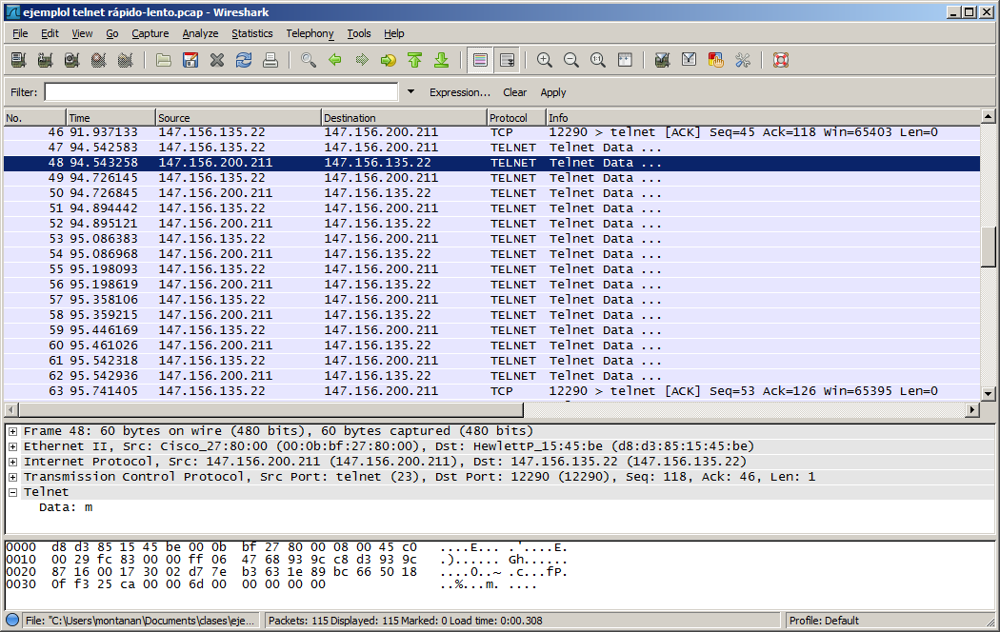 ejemplol telnet rápido-lento.pcap - Wireshark
File Edit View Go Capture Analyze Statistics Telephony Tools Help
Filter: Expression... Clear Apply
No. Time Source Destination Protocol Info
46 91.937133 147.156.135.22 147.156.200.211 TCP 12290 > telnet [ACK] Seq=45 Ack=118 Win=65403 Len=0
47 94.542583 147.156.135.22 147.156.200.211 TELNET Telnet Data ...
48 94.543258 147.156.200.211 147.156.135.22 TELNET Telnet Data ...
49 94.726145 147.156.135.22 147.156.200.211 TELNET Telnet Data ...
50 94.726845 147.156.200.211 147.156.135.22 TELNET Telnet Data ...
51 94.894442 147.156.135.22 147.156.200.211 TELNET Telnet Data ...
52 94.895121 147.156.200.211 147.156.135.22 TELNET Telnet Data ...
53 95.086383 147.156.135.22 147.156.200.211 TELNET Telnet Data ...
54 95.086968 147.156.200.211 147.156.135.22 TELNET Telnet Data ...
55 95.198093 147.156.135.22 147.156.200.211 TELNET Telnet Data ...
56 95.198619 147.156.200.211 147.156.135.22 TELNET Telnet Data ...
57 95.358106 147.156.135.22 147.156.200.211 TELNET Telnet Data ...
58 95.359215 147.156.200.211 147.156.135.22 TELNET Telnet Data ...
59 95.446169 147.156.135.22 147.156.200.211 TELNET Telnet Data ...
60 95.461026 147.156.200.211 147.156.135.22 TELNET Telnet Data ...
61 95.542318 147.156.135.22 147.156.200.211 TELNET Telnet Data ...
62 95.542936 147.156.200.211 147.156.135.22 TELNET Telnet Data ...
63 95.741405 147.156.135.22 147.156.200.211 TCP 12290 > telnet [ACK] Seq=53 Ack=126 Win=65395 Len=0
Frame 48: 60 bytes on wire (480 bits), 60 bytes captured (480 bits)
Ethernet II, Src: Cisco_27:80:00 (00:0b:bf:27:80:00), Dst: HewlettP_15:45:be (d8:d3:85:15:45:be)
Internet Protocol, Src: 147.156.200.211 (147.156.200.211), Dst: 147.156.135.22 (147.156.135.22)
Transmission Control Protocol, Src Port: telnet (23), Dst Port: 12290 (12290), Seq: 118, Ack: 46, Len: 1
Telnet
Data: m
0000 d8 d3 85 15 45 be 00 0b bf 27 80 00 08 00 45 c0 ....E... .'....E.
0010 00 29 fc 83 00 00 ff 06 47 68 93 9c c8 d3 93 9c .)...... Gh......
0020 87 16 00 17 30 02 d7 7e b3 63 1e 89 bc 66 50 18 ....0..~ .c...fP.
0030 0f f3 25 ca 00 00 6d 00 00 00 00 00 ..%...m. ....
File: "C:\Users\montanan\Documents\clases\eje... Packets: 115 Displayed: 115 Marked: 0 Load time: 0:00.308 Profile: Default